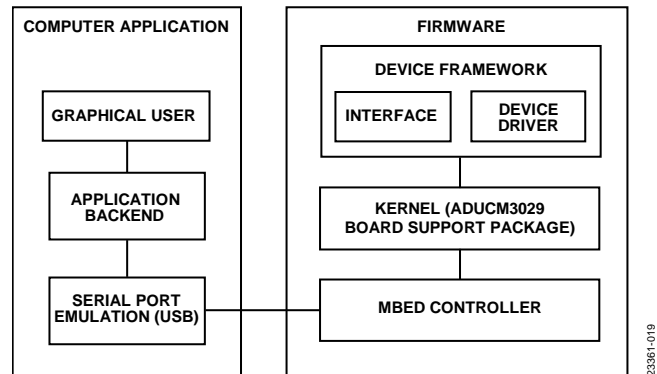 COMPUTER APPLICATION
GRAPHICAL USER
APPLICATION
BACKEND
SERIAL PORT
EMULATION (USB)
FIRMWARE
DEVICE FRAMEWORK
INTERFACE
DEVICE
DRIVER
KERNEL (ADUCM3029
BOARD SUPPORT PACKAGE)
MBED CONTROLLER
23361-019